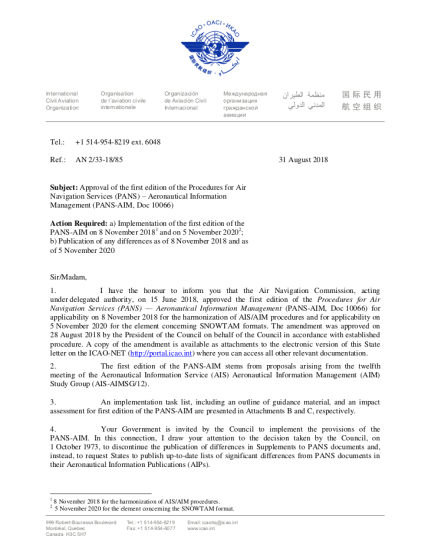 ICAO · OACI · ИКАО
International
Civil Aviation
Organization
Organisation
de l'aviation civile
internationale
Organización
de Aviación Civil
Internacional
Международная
организация
гражданской
авиации
منظمة الطيران
المدني الدولي
国际民用
航空组织
Tel.: +1 514-954-8219 ext. 6048
Ref.: AN 2/33-18/85 31 August 2018
Subject: Approval of the first edition of the Procedures for Air
Navigation Services (PANS) – Aeronautical Information
Management (PANS-AIM, Doc 10066)
Action Required: a) Implementation of the first edition of the
PANS-AIM on 8 November 2018¹ and on 5 November 2020²;
b) Publication of any differences as of 8 November 2018 and as
of 5 November 2020
Sir/Madam,
1. I have the honour to inform you that the Air Navigation Commission, acting
under delegated authority, on 15 June 2018, approved the first edition of the Procedures for Air
Navigation Services (PANS) — Aeronautical Information Management (PANS-AIM, Doc 10066) for
applicability on 8 November 2018 for the harmonization of AIS/AIM procedures and for applicability on
5 November 2020 for the element concerning SNOWTAM formats. The amendment was approved on
28 August 2018 by the President of the Council on behalf of the Council in accordance with established
procedure. A copy of the amendment is available as attachments to the electronic version of this State
letter on the ICAO-NET (http://portal.icao.int) where you can access all other relevant documentation.
2. The first edition of the PANS-AIM stems from proposals arising from the twelfth
meeting of the Aeronautical Information Service (AIS) Aeronautical Information Management (AIM)
Study Group (AIS-AIMSG/12).
3. An implementation task list, including an outline of guidance material, and an impact
assessment for first edition of the PANS-AIM are presented in Attachments B and C, respectively.
4. Your Government is invited by the Council to implement the provisions of the
PANS-AIM. In this connection, I draw your attention to the decision taken by the Council, on
1 October 1973, to discontinue the publication of differences in Supplements to PANS documents and,
instead, to request States to publish up-to-date lists of significant differences from PANS documents in
their Aeronautical Information Publications (AIPs).
¹ 8 November 2018 for the harmonization of AIS/AIM procedures.
² 5 November 2020 for the element concerning the SNOWTAM format.
999 Robert-Bourassa Boulevard
Montréal, Quebec
Canada H3C 5H7
Tel.: +1 514-954-8219
Fax: +1 514-954-6077
Email: icaohq@icao.int
www.icao.int